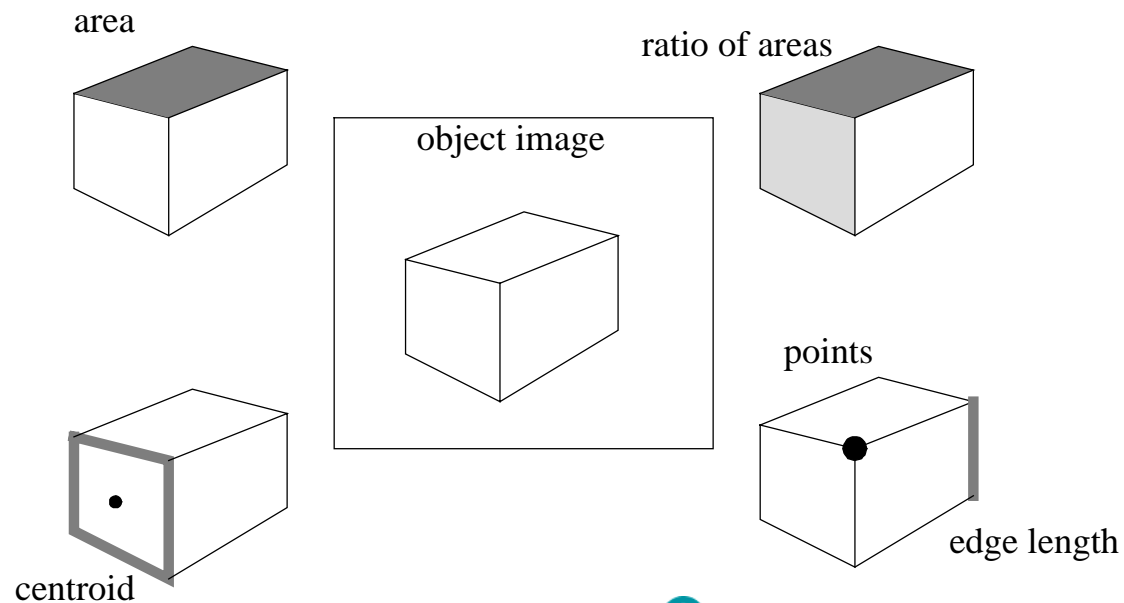 area
ratio of areas
object image
points
edge length
centroid